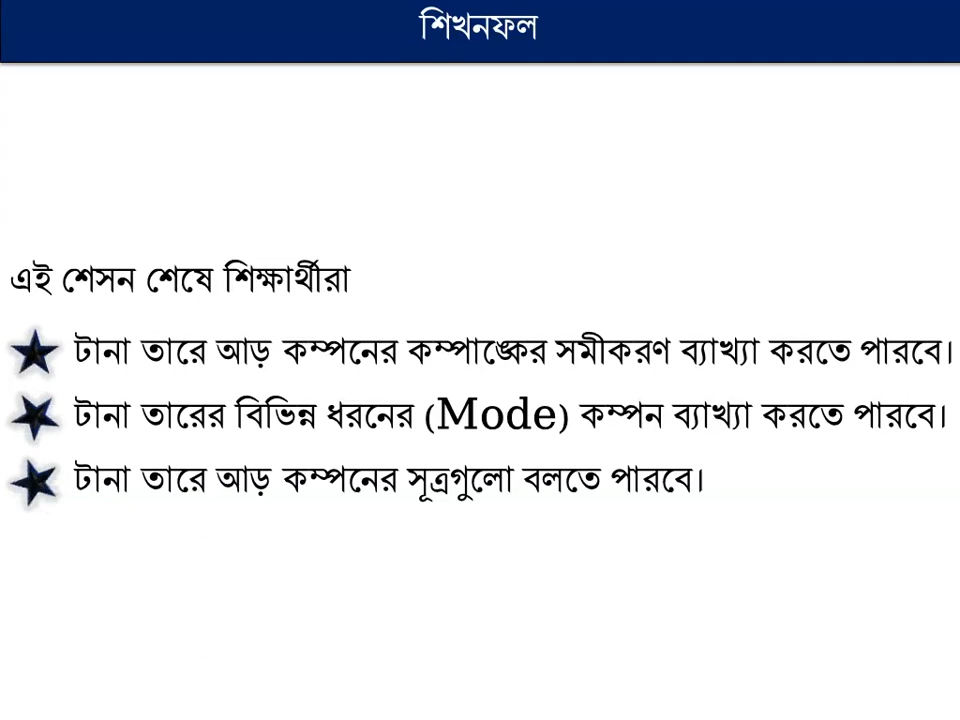 শিখনফল
এই শেসন শেষে শিক্ষার্থীরা
টানা তারে আড় কম্পনের কম্পাঙ্কের সমীকরণ ব্যাখ্যা করতে পারবে।
টানা তারের বিভিন্ন ধরনের (Mode) কম্পন ব্যাখ্যা করতে পারবে।
টানা তারে আড় কম্পনের সূত্রগুলো বলতে পারবে।